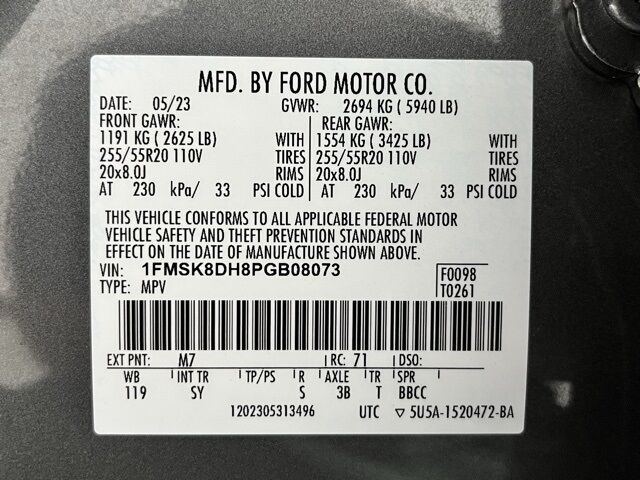 MFD. BY FORD MOTOR CO.
DATE: 05/23 GVWR: 2694 KG ( 5940 LB)
FRONT GAWR: REAR GAWR:
1191 KG ( 2625 LB) WITH 1554 KG ( 3425 LB) WITH
255/55R20 110V TIRES 255/55R20 110V TIRES
20x8.0J RIMS 20x8.0J RIMS
AT 230 kPa/ 33 PSI COLD AT 230 kPa/ 33 PSI COLD
THIS VEHICLE CONFORMS TO ALL APPLICABLE FEDERAL MOTOR
VEHICLE SAFETY AND THEFT PREVENTION STANDARDS IN
EFFECT ON THE DATE OF MANUFACTURE SHOWN ABOVE.
VIN: 1FMSK8DH8PGB08073 F0098
TYPE: MPV T0261
EXT PNT: M7 RC: 71 DSO:
WB INT TR TP/PS R AXLE TR SPR
119 SY S 3B T BBCC
1202305313496 UTC ▽ 5U5A-1520472-BA